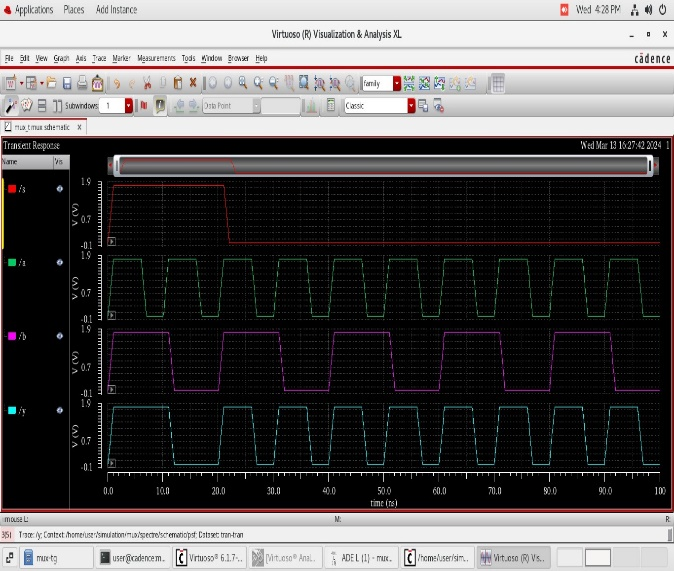 Applications Places Add Instance Wed 4:28 PM
Virtuoso (R) Visualization & Analysis XL
File Edit View Graph Axis Trace Marker Measurements Tools Window Browser Help cādence
family
Subwindows 1 Data Point Classic
mux_t mux schematic X
Transient Response Wed Mar 13 16:27:42 2024 1
Name Vis
/s
1.9
0.7
-0.1
V (V)
/a
1.9
0.7
-0.1
V (V)
/b
1.9
0.7
-0.1
V (V)
/y
1.9
0.7
-0.1
V (V)
0.0 10.0 20.0 30.0 40.0 50.0 60.0 70.0 80.0 90.0 100
time (ns)
mouse L: M: R:
3(5) Trace: /y; Context: /home/user/simulation/mux/spectre/schematic/psf; Dataset: tran-tran
mux-tg user@cadence:m... Virtuoso® 6.1.7-... [Virtuoso® Anal... ADE L (1) - mux... /home/user/sim... Virtuoso (R) Vis...